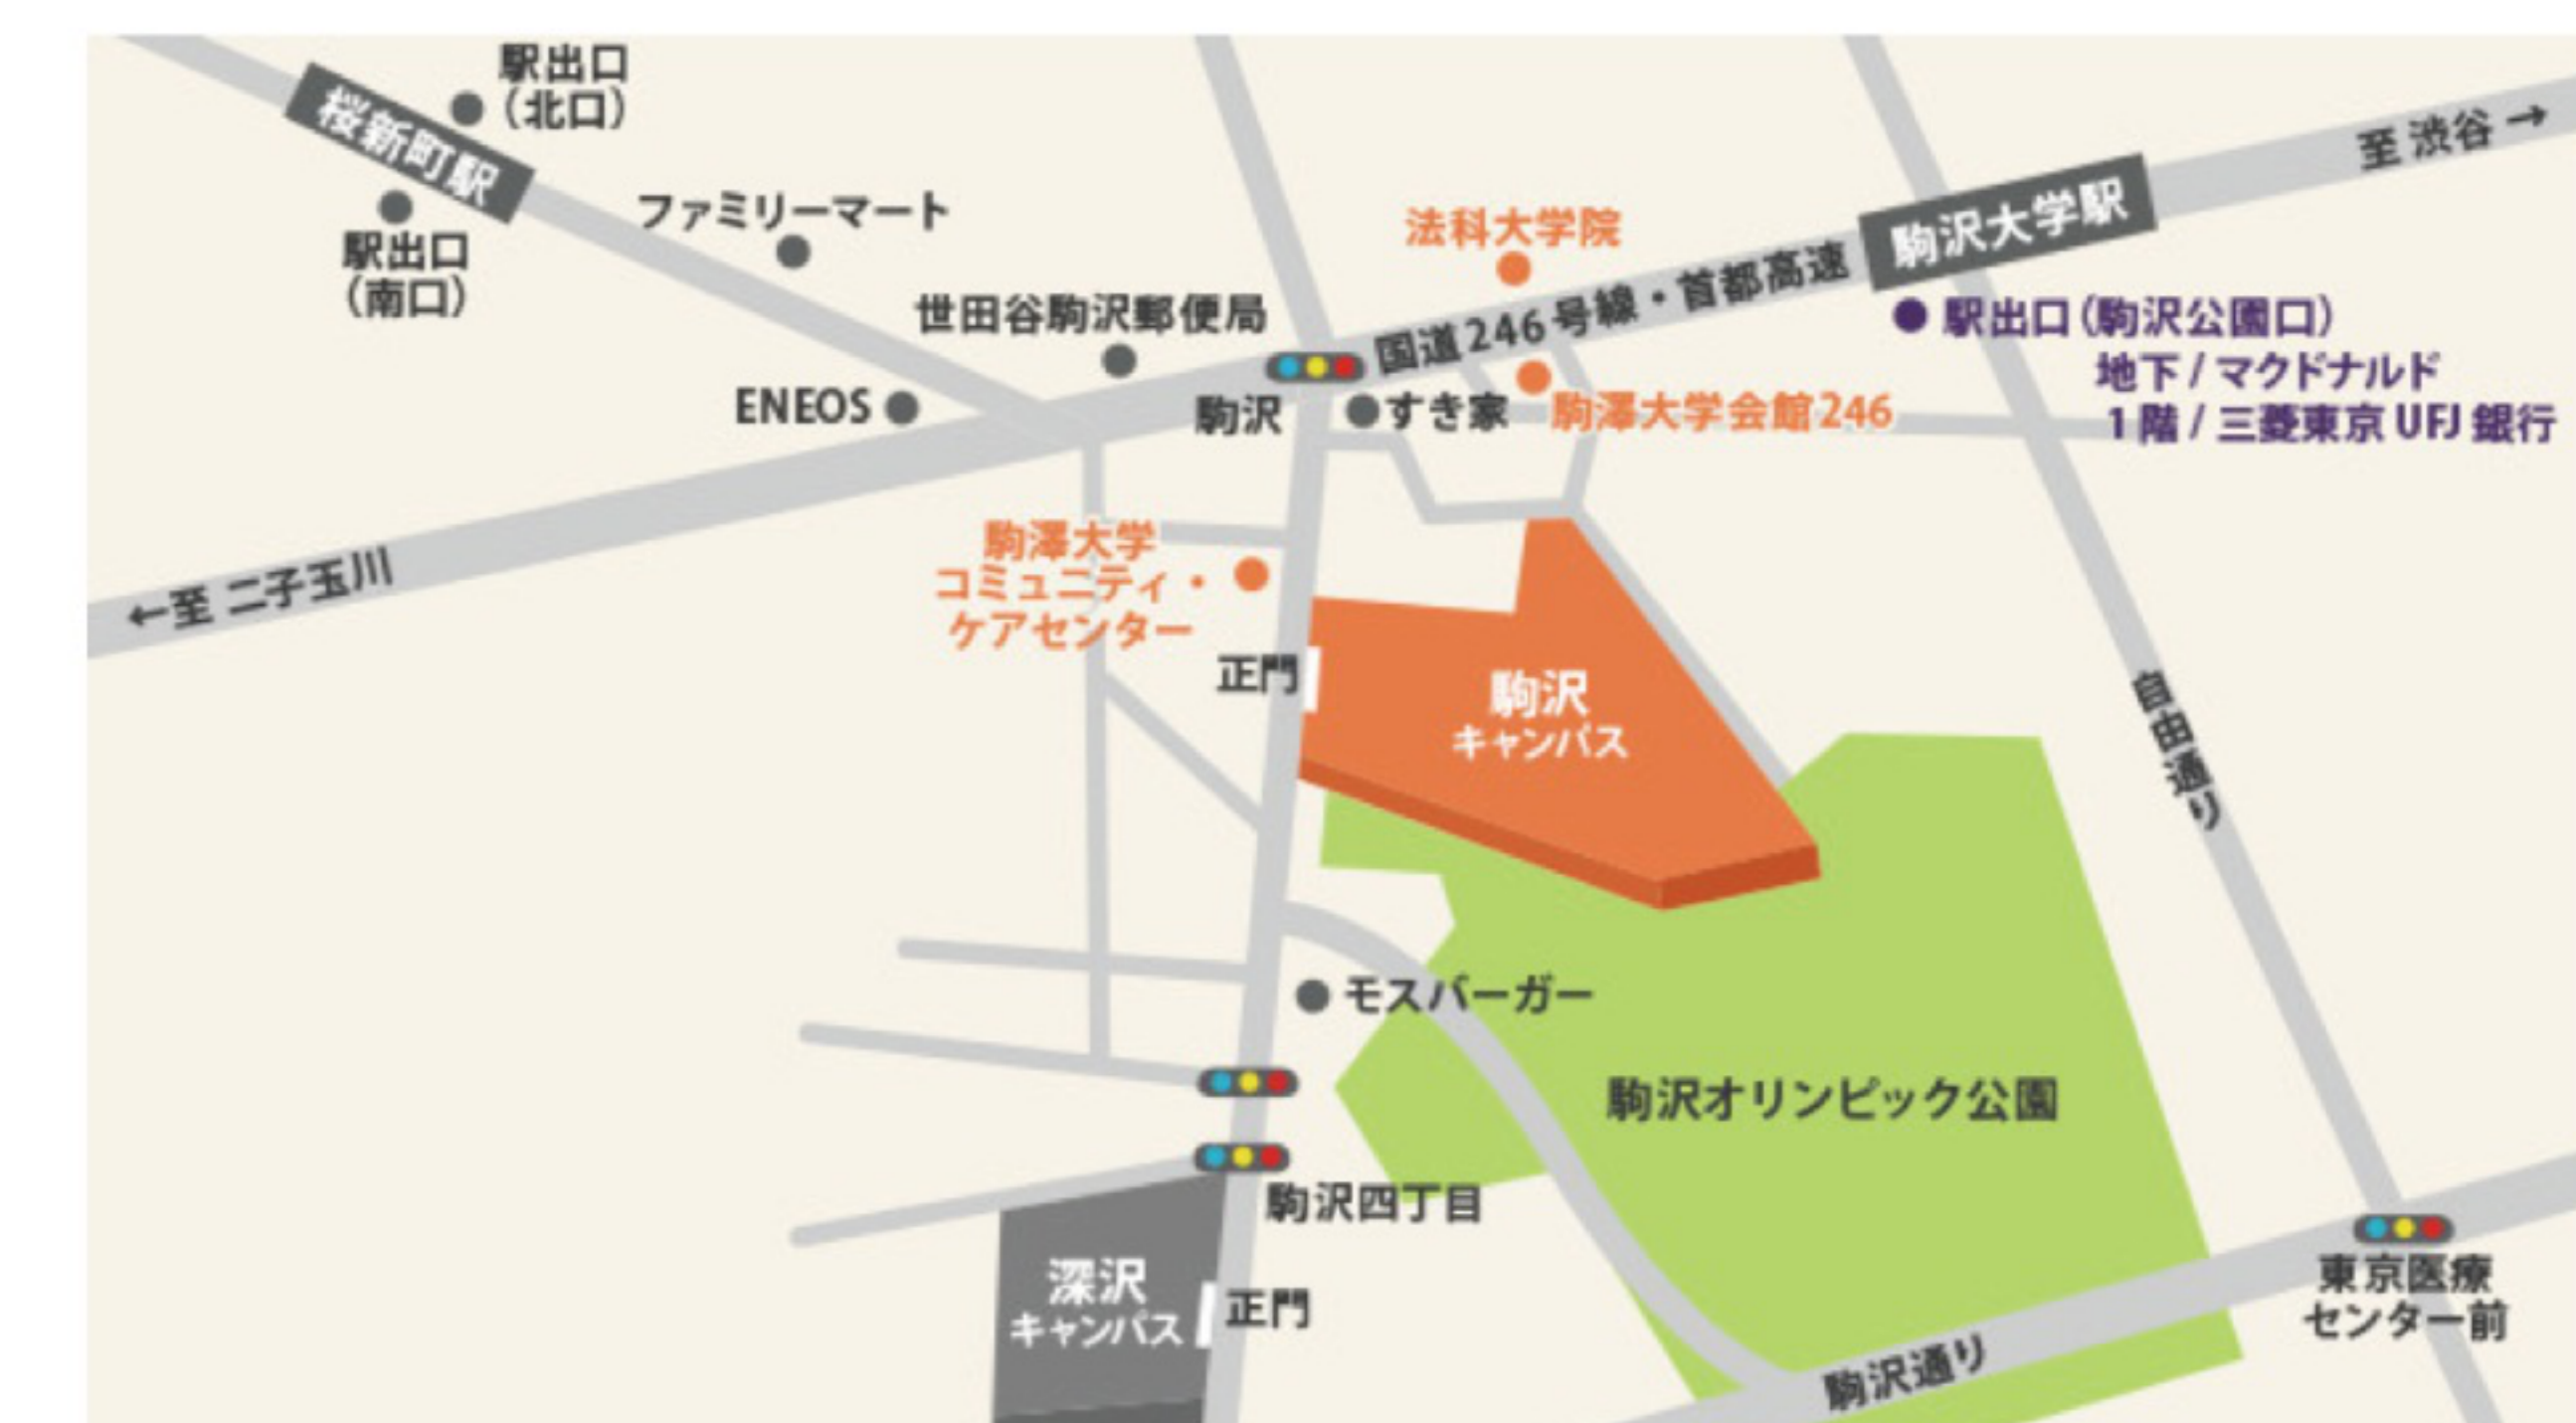 駅出口
（北口）
桜新町駅
駅出口
（南口）
ファミリーマート
世田谷駒沢郵便局
ENEOS
法科大学院
国道246号線・首都高速
駒沢大学駅
至 渋谷 →
駅出口（駒沢公園口）
地下 / マクドナルド
1階 / 三菱東京UFJ銀行
駒沢
すき家
駒澤大学会館246
←至 二子玉川
駒澤大学
コミュニティ・
ケアセンター
正門
駒沢
キャンパス
自由通り
モスバーガー
駒沢オリンピック公園
駒沢四丁目
深沢
キャンパス
正門
東京医療
センター前
駒沢通り